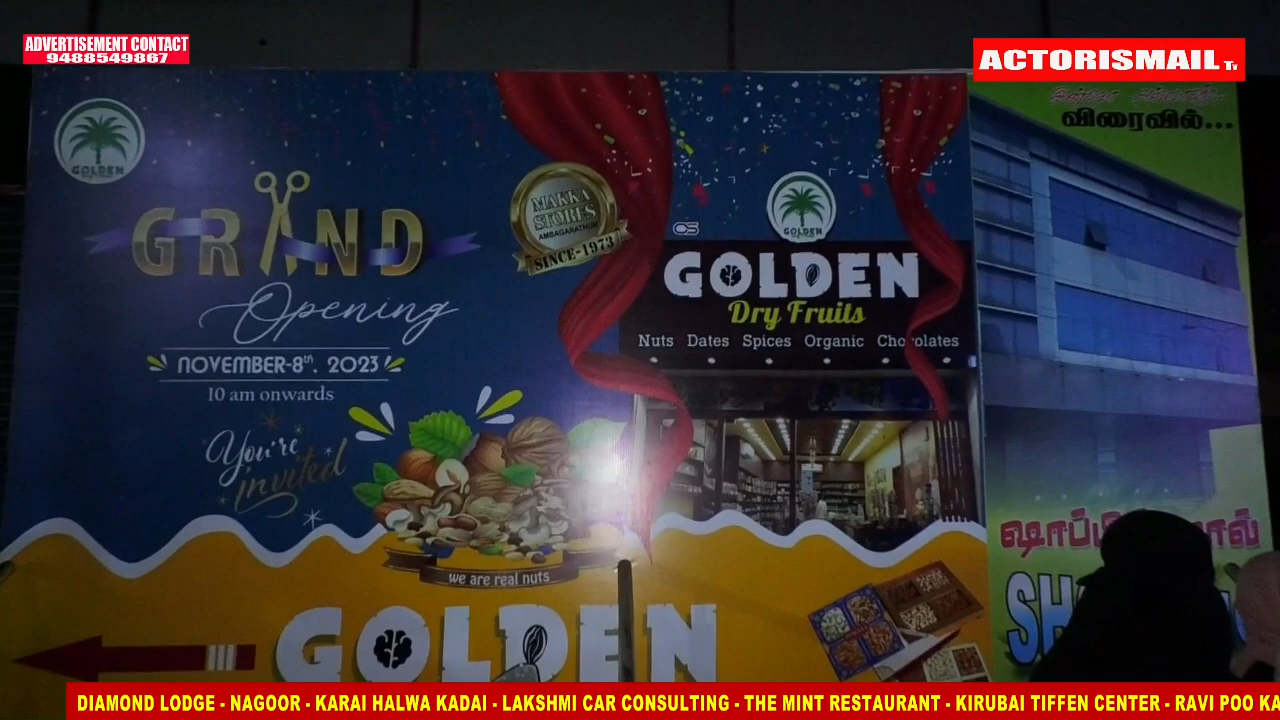 ADVERTISEMENT CONTACT
9488549867
ACTORISMAIL TV
விரைவில்...
GOLDEN
GRAND
Opening
NOVEMBER-8th, 2023
10 am onwards
You're
invited
MAKKA
STORES
AMBAGARATHUR
SINCE-1973
GOLDEN
GOLDEN
Dry Fruits
Nuts Dates Spices Organic Chocolates
we are real nuts
GOLDEN
DIAMOND LODGE - NAGOOR - KARAI HALWA KADAI - LAKSHMI CAR CONSULTING - THE MINT RESTAURANT - KIRUBAI TIFFEN CENTER - RAVI POO KA